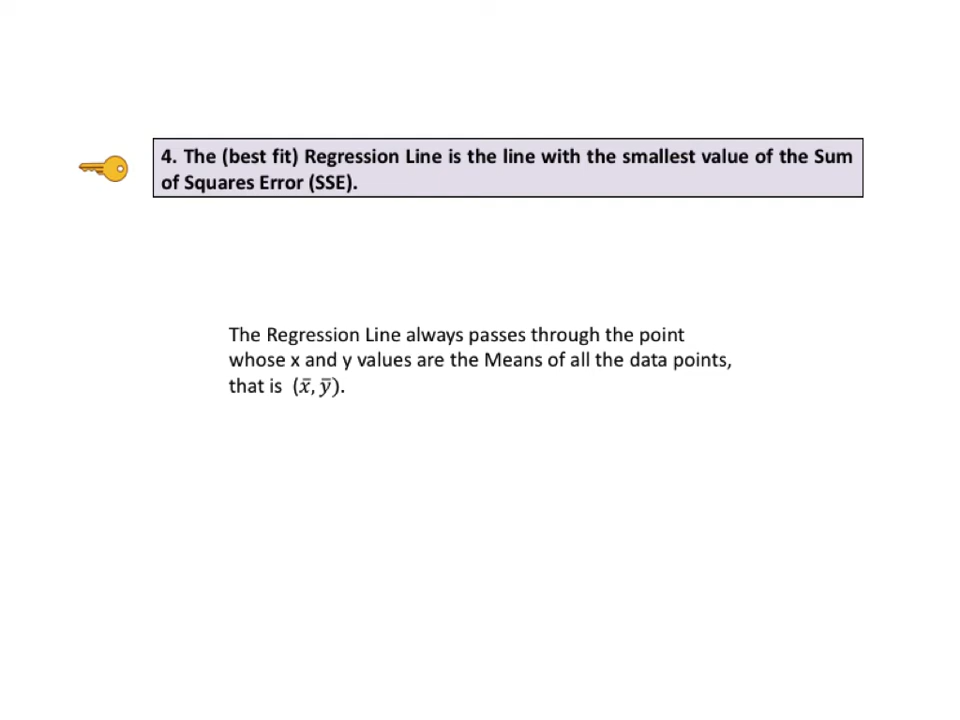 4. The (best fit) Regression Line is the line with the smallest value of the Sum
of Squares Error (SSE).
The Regression Line always passes through the point
whose x and y values are the Means of all the data points,
that is (x̄, ȳ).